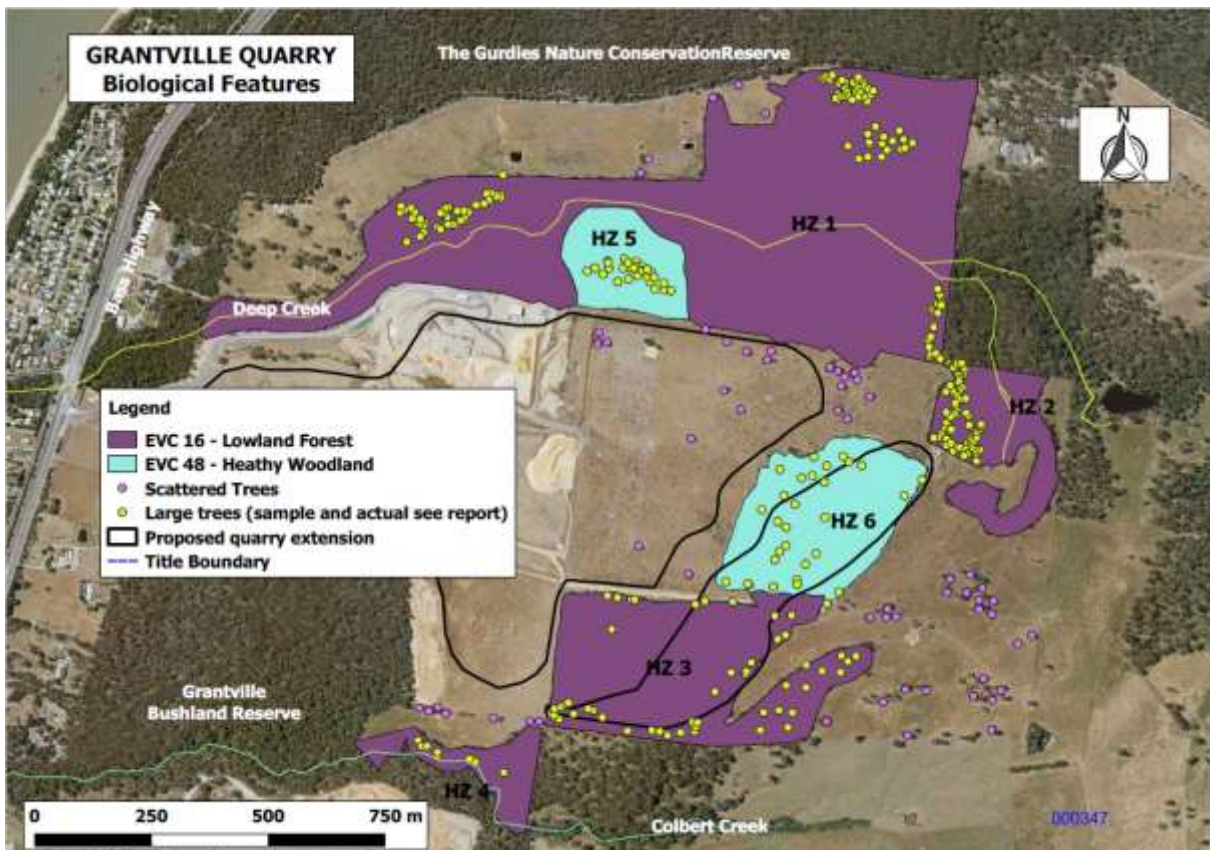 GRANTVILLE QUARRY
Biological Features
The Gurdies Nature ConservationReserve
N
HZ 1
HZ 5
Bass Highway
Deep Creek
Legend
EVC 16 - Lowland Forest
EVC 48 - Heathy Woodland
Scattered Trees
Large trees (sample and actual see report)
Proposed quarry extension
Title Boundary
HZ 2
HZ 6
HZ 3
Grantville
Bushland Reserve
HZ 4
0 250 500 750 m
Colbert Creek
000347